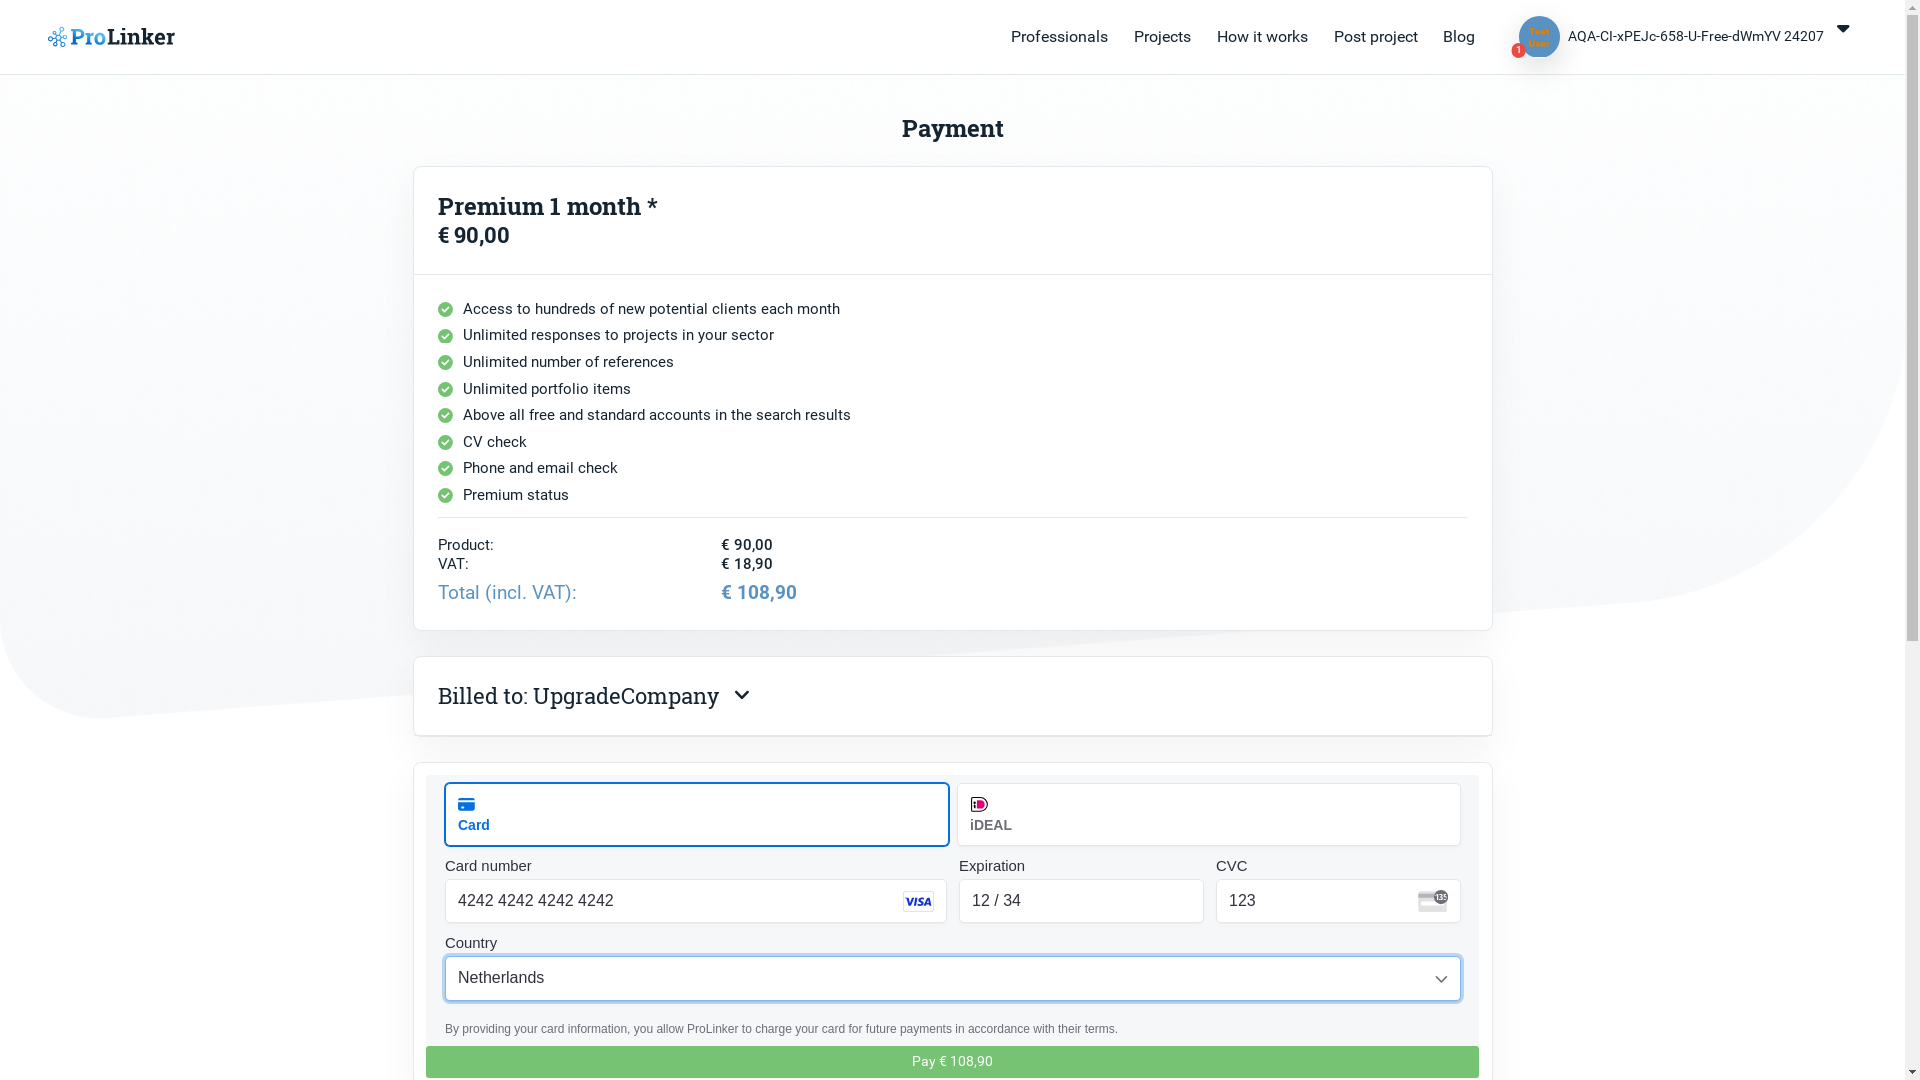 ProLinker
Professionals
Projects
How it works
Post project
Blog
Test
User
1
AQA-CI-xPEJc-658-U-Free-dWmYV 24207
Payment
Premium 1 month *
€ 90,00
Access to hundreds of new potential clients each month
Unlimited responses to projects in your sector
Unlimited number of references
Unlimited portfolio items
Above all free and standard accounts in the search results
CV check
Phone and email check
Premium status
Product: € 90,00
VAT: € 18,90
Total (incl. VAT): € 108,90
Billed to: UpgradeCompany
Card
iDEAL
Card number
Expiration
CVC
4242 4242 4242 4242
VISA
12 / 34
123
135
Country
Netherlands
By providing your card information, you allow ProLinker to charge your card for future payments in accordance with their terms.
Pay € 108,90